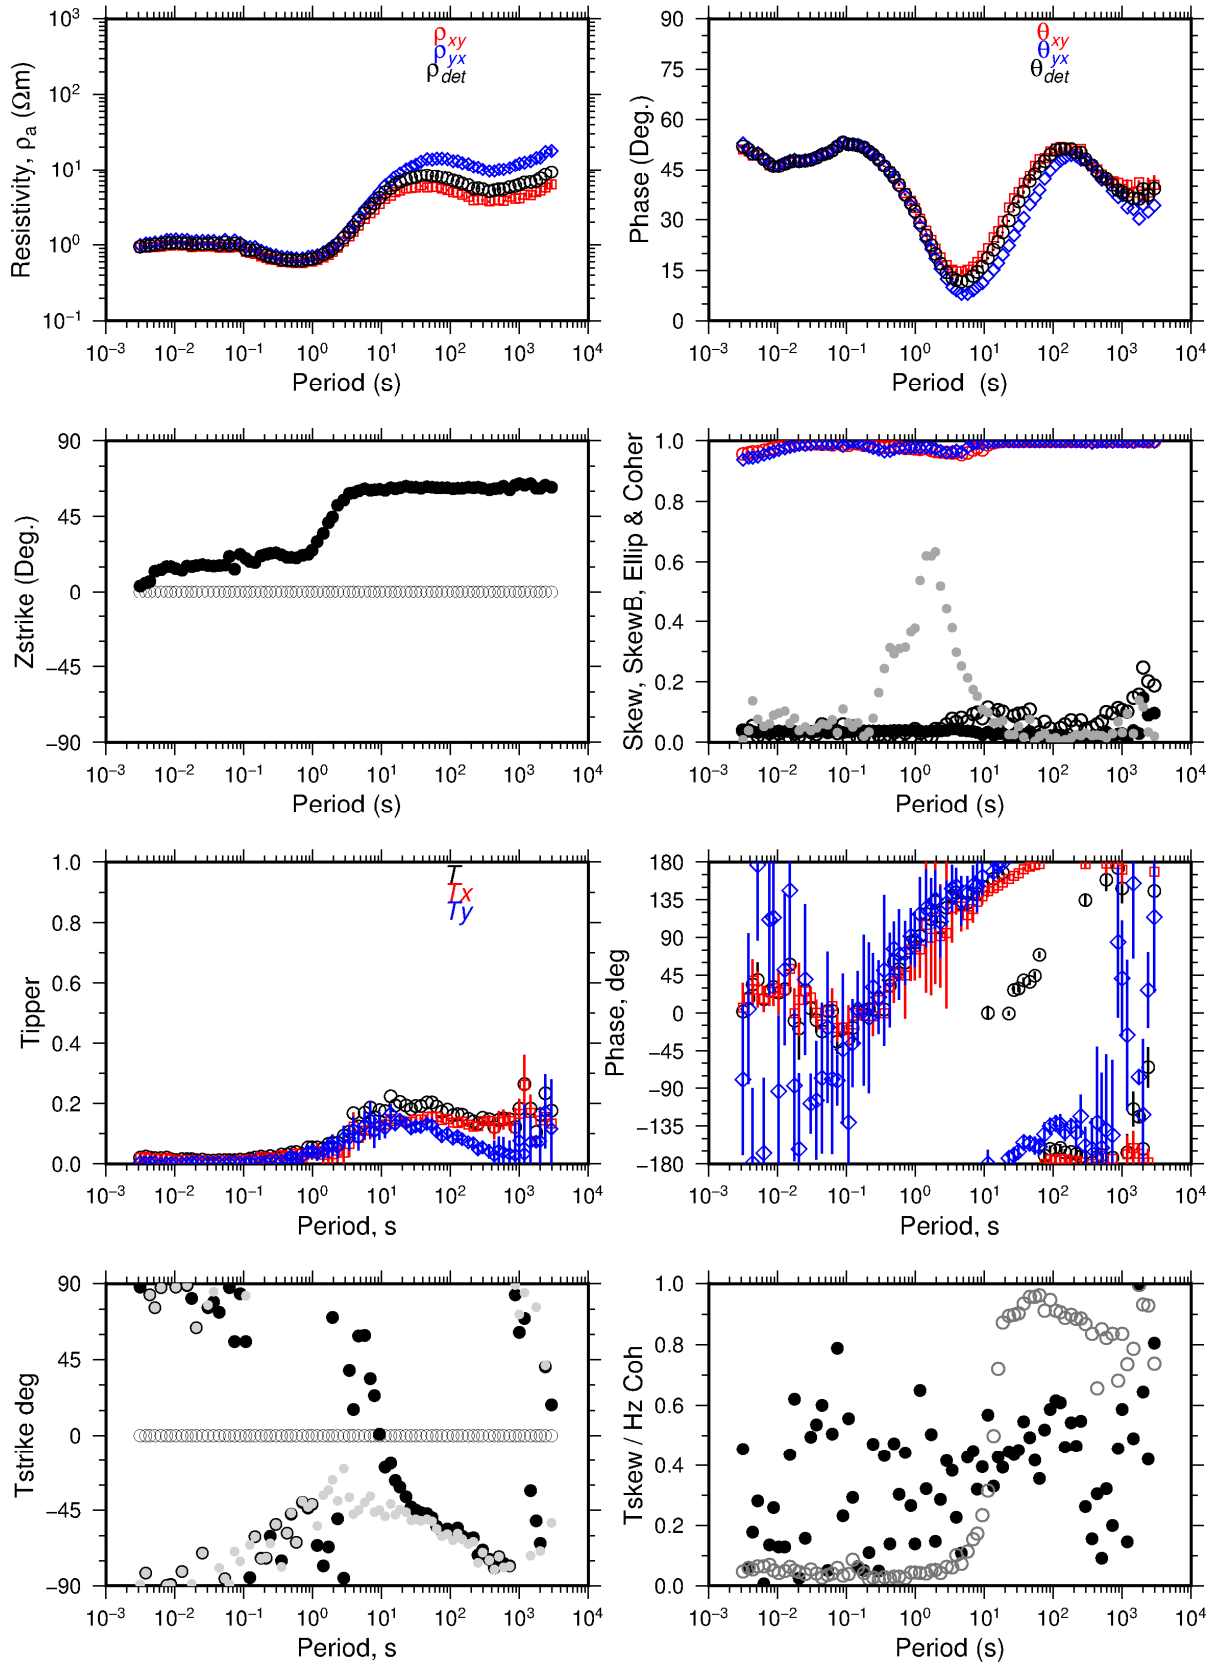 Resistivity, ρa (Ωm)
10³
10²
10¹
10⁰
10⁻¹
ρxy
ρyx
ρdet
10⁻³ 10⁻² 10⁻¹ 10⁰ 10¹ 10² 10³ 10⁴
Period (s)
Phase (Deg.)
90
75
60
45
30
15
0
θxy
θyx
θdet
10⁻³ 10⁻² 10⁻¹ 10⁰ 10¹ 10² 10³ 10⁴
Period (s)
Zstrike (Deg.)
90
45
0
−45
−90
10⁻³ 10⁻² 10⁻¹ 10⁰ 10¹ 10² 10³ 10⁴
Period (s)
Skew, SkewB, Ellip & Coher
1.0
0.8
0.6
0.4
0.2
0.0
10⁻³ 10⁻² 10⁻¹ 10⁰ 10¹ 10² 10³ 10⁴
Period (s)
Tipper
1.0
0.8
0.6
0.4
0.2
0.0
T
Tx
Ty
10⁻³ 10⁻² 10⁻¹ 10⁰ 10¹ 10² 10³ 10⁴
Period, s
Phase, deg
180
135
90
45
0
−45
−90
−135
−180
10⁻³ 10⁻² 10⁻¹ 10⁰ 10¹ 10² 10³ 10⁴
Period, s
Tstrike deg
90
45
0
−45
−90
10⁻³ 10⁻² 10⁻¹ 10⁰ 10¹ 10² 10³ 10⁴
Period, s
Tskew / Hz Coh
1.0
0.8
0.6
0.4
0.2
0.0
10⁻³ 10⁻² 10⁻¹ 10⁰ 10¹ 10² 10³ 10⁴
Period (s)